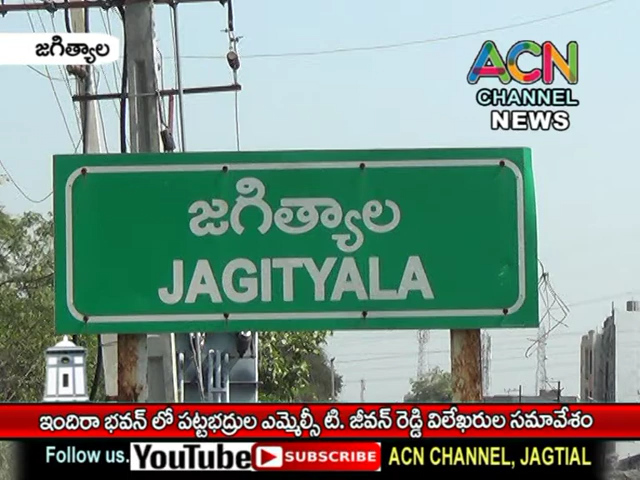 జగిత్యాల
ACN
CHANNEL
NEWS
జగిత్యాల
JAGITYALA
ఇందిరా భవన్ లో పట్టభద్రుల ఎమ్మెల్సీ టి. జీవన్ రెడ్డి విలేఖరుల సమావేశం
Follow us. YouTube SUBSCRIBE ACN CHANNEL, JAGTIAL